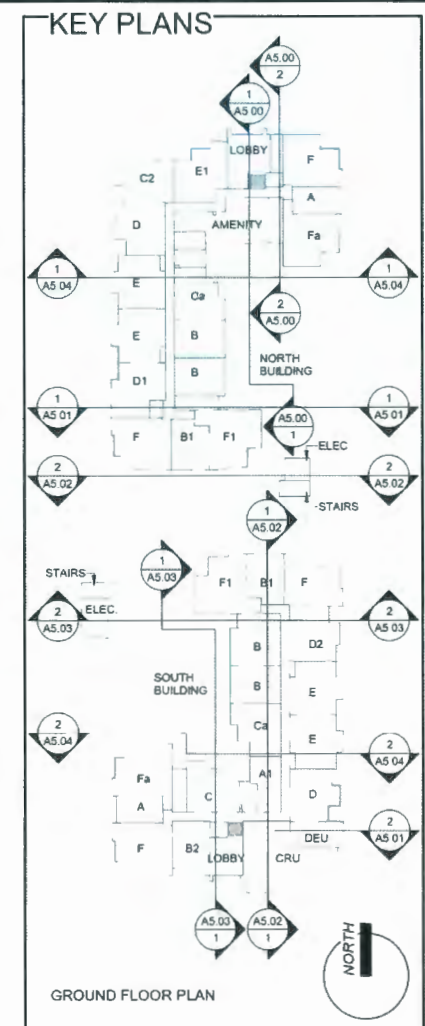 KEY PLANS
A5.00
2
1
A5.00
LOBBY
E1
F
C2
A
D
AMENITY
Fa
1
A5.04
1
A5.04
E
Ca
2
A5.00
E
B
NORTH
BUILDING
B
D1
1
A5.01
1
A5.01
A5.00
1
F
B1
F1
ELEC
2
A5.02
2
A5.02
STAIRS
1
A5.02
1
A5.03
STAIRS
F1
B1
F
ELEC.
2
A5.03
2
A5.03
B
D2
SOUTH
BUILDING
B
E
Ca
2
A5.04
E
2
A5.04
Fa
A1
C
D
A
F
B2
LOBBY
CRU
DEU
2
A5.01
A5.03
1
A5.02
1
NORTH
GROUND FLOOR PLAN